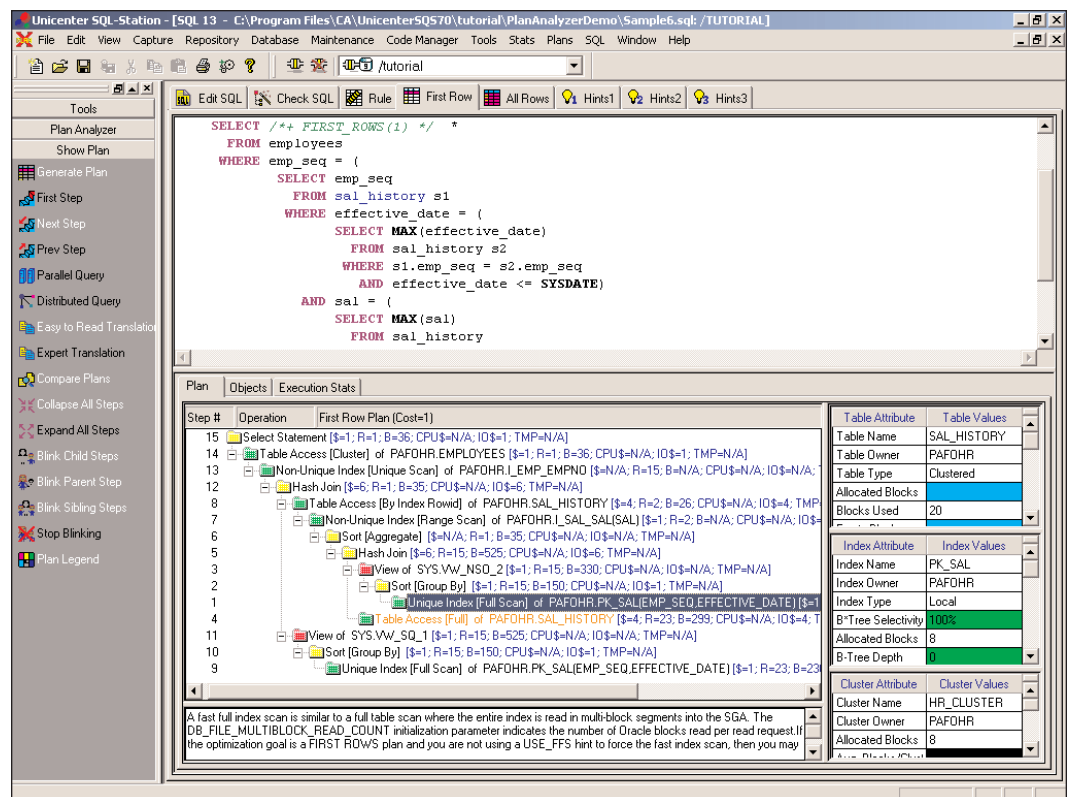 Unicenter SQL-Station - [SQL 13 - C:\Program Files\CA\UnicenterSQS70\tutorial\PlanAnalyzerDemo\Sample6.sql: /TUTORIAL]
File Edit View Capture Repository Database Maintenance Code Manager Tools Stats Plans SQL Window Help
/tutorial
Tools
Plan Analyzer
Show Plan
Generate Plan
First Step
Next Step
Prev Step
Parallel Query
Distributed Query
Easy to Read Translation
Expert Translation
Compare Plans
Collapse All Steps
Expand All Steps
Blink Child Steps
Blink Parent Step
Blink Sibling Steps
Stop Blinking
Plan Legend
Edit SQL Check SQL Rule First Row All Rows Hints1 Hints2 Hints3
SELECT /*+ FIRST_ROWS(1) */ *
FROM employees
WHERE emp_seq = (
SELECT emp_seq
FROM sal_history s1
WHERE effective_date = (
SELECT MAX(effective_date)
FROM sal_history s2
WHERE s1.emp_seq = s2.emp_seq
AND effective_date <= SYSDATE)
AND sal = (
SELECT MAX(sal)
FROM sal_history
Plan Objects Execution Stats
Step # Operation First Row Plan (Cost=1)
15 Select Statement [$=1; R=1; B=36; CPU$=N/A; IO$=1; TMP=N/A]
14 Table Access [Cluster] of PAFOHR.EMPLOYEES [$=1; R=1; B=36; CPU$=N/A; IO$=1; TMP=N/A]
13 Non-Unique Index [Unique Scan] of PAFOHR.I_EMP_EMPNO [$=N/A; R=15; B=N/A; CPU$=N/A; IO$=N/A;
12 Hash Join [$=6; R=1; B=35; CPU$=N/A; IO$=6; TMP=N/A]
8 Table Access [By Index Rowid] of PAFOHR.SAL_HISTORY [$=4; R=2; B=26; CPU$=N/A; IO$=4; TMP
7 Non-Unique Index [Range Scan] of PAFOHR.I_SAL_SAL(SAL) [$=1; R=2; B=N/A; CPU$=N/A; IO$=
6 Sort [Aggregate] [$=N/A; R=1; B=35; CPU$=N/A; IO$=N/A; TMP=N/A]
5 Hash Join [$=6; R=15; B=525; CPU$=N/A; IO$=6; TMP=N/A]
3 View of SYS.VW_NSO_2 [$=1; R=15; B=330; CPU$=N/A; IO$=N/A; TMP=N/A]
2 Sort [Group By] [$=1; R=15; B=150; CPU$=N/A; IO$=1; TMP=N/A]
1 Unique Index [Full Scan] of PAFOHR.PK_SAL(EMP_SEQ,EFFECTIVE_DATE) [$=1
4 Table Access [Full] of PAFOHR.SAL_HISTORY [$=4; R=23; B=299; CPU$=N/A; IO$=4; T
11 View of SYS.VW_SQ_1 [$=1; R=15; B=525; CPU$=N/A; IO$=1; TMP=N/A]
10 Sort [Group By] [$=1; R=15; B=150; CPU$=N/A; IO$=1; TMP=N/A]
9 Unique Index [Full Scan] of PAFOHR.PK_SAL(EMP_SEQ,EFFECTIVE_DATE) [$=1; R=23; B=23
A fast full index scan is similar to a full table scan where the entire index is read in multi-block segments into the SGA. The
DB_FILE_MULTIBLOCK_READ_COUNT initialization parameter indicates the number of Oracle blocks read per read request.If
the optimization goal is a FIRST ROWS plan and you are not using a USE_FFS hint to force the fast index scan, then you may
Table Attribute Table Values
Table Name SAL_HISTORY
Table Owner PAFOHR
Table Type Clustered
Allocated Blocks
Blocks Used 20
Index Attribute Index Values
Index Name PK_SAL
Index Owner PAFOHR
Index Type Local
B*Tree Selectivity 100%
Allocated Blocks 8
B-Tree Depth 0
Cluster Attribute Cluster Values
Cluster Name HR_CLUSTER
Cluster Owner PAFOHR
Allocated Blocks 8